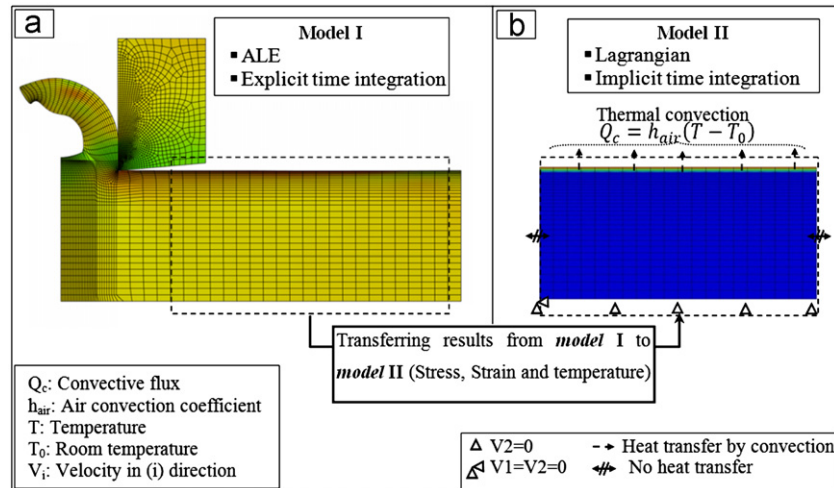 a
Model I
■ ALE
■ Explicit time integration
b
Model II
■ Lagrangian
■ Implicit time integration
Thermal convection
Q_c = h_air(T − T_0)
Transferring results from model I to
model II (Stress, Strain and temperature)
Q_c: Convective flux
h_air: Air convection coefficient
T: Temperature
T_0: Room temperature
V_i: Velocity in (i) direction
V2=0
Heat transfer by convection
V1=V2=0
No heat transfer